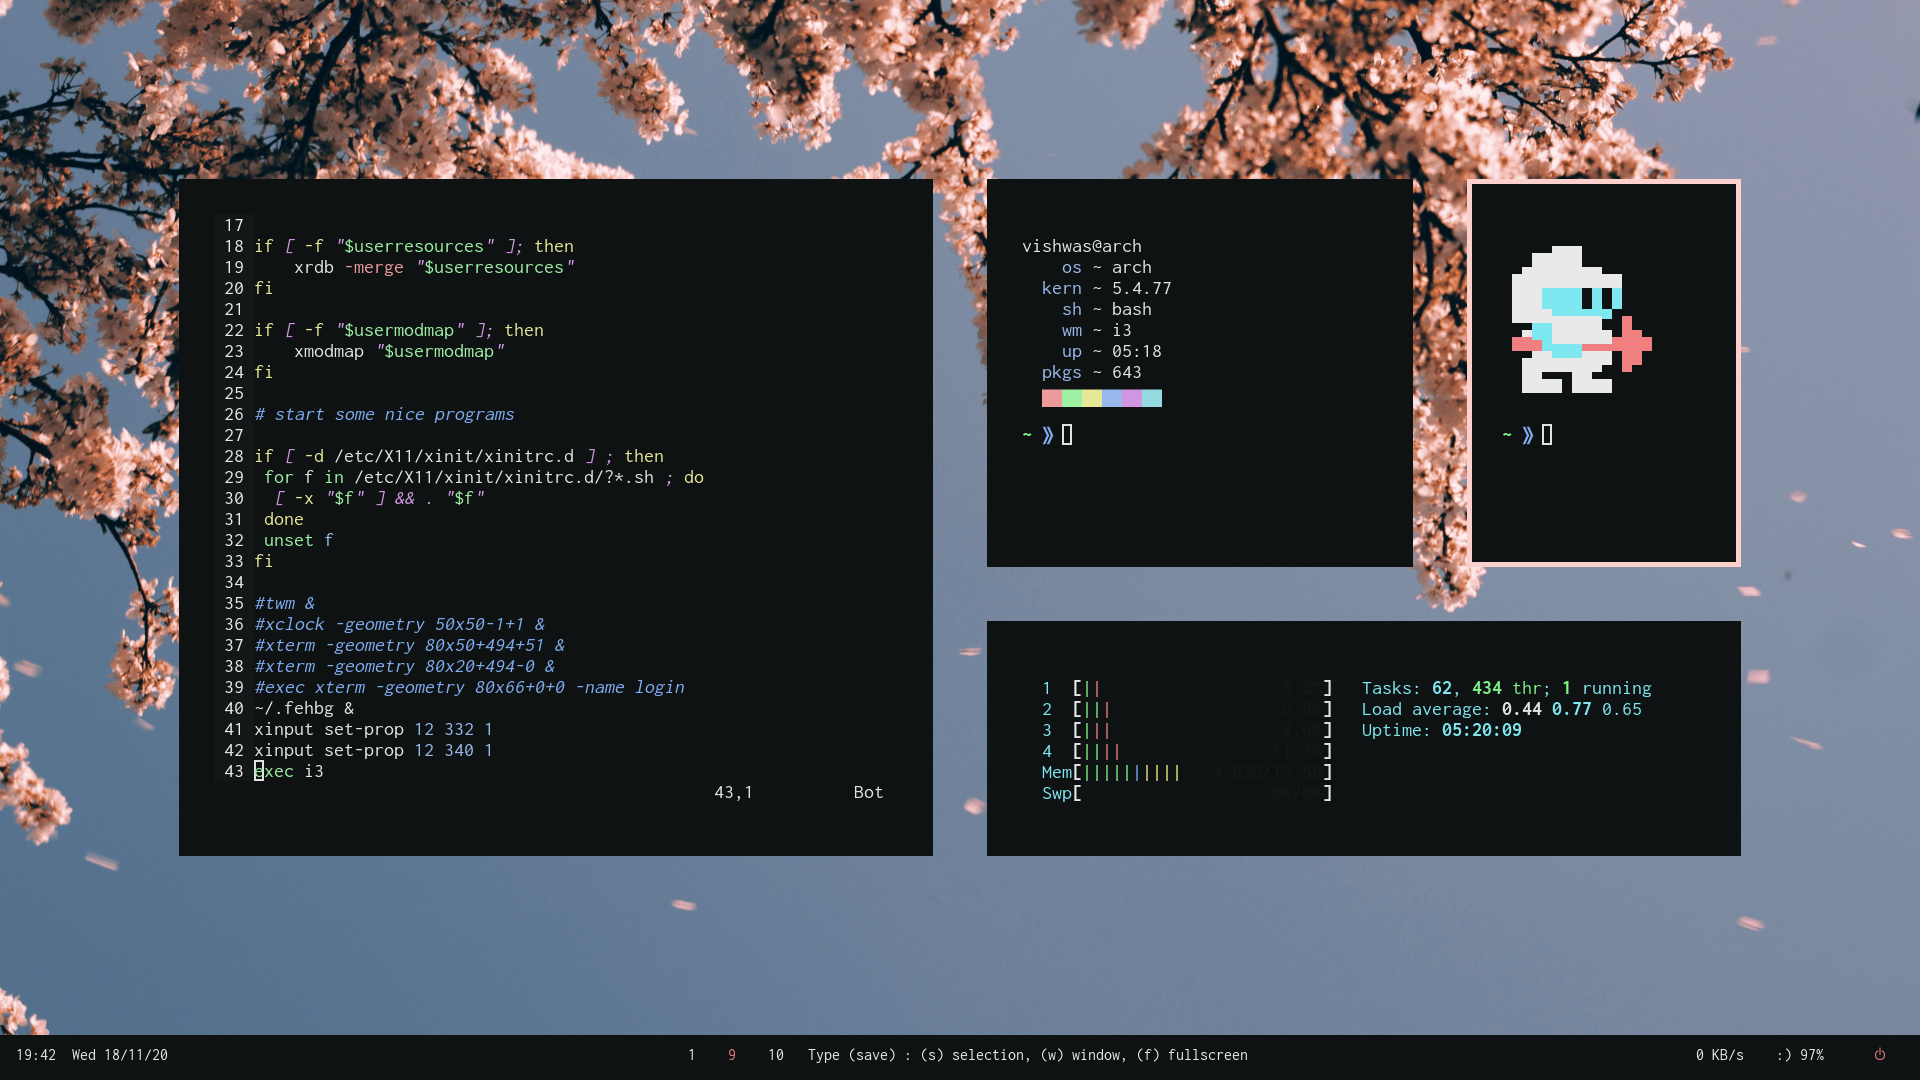 17
18 if [ -f "$userresources" ]; then
19     xrdb -merge "$userresources"
20 fi
21
22 if [ -f "$usermodmap" ]; then
23     xmodmap "$usermodmap"
24 fi
25
26 # start some nice programs
27
28 if [ -d /etc/X11/xinit/xinitrc.d ] ; then
29  for f in /etc/X11/xinit/xinitrc.d/?*.sh ; do
30   [ -x "$f" ] && . "$f"
31  done
32  unset f
33 fi
34
35 #twm &
36 #xclock -geometry 50x50-1+1 &
37 #xterm -geometry 80x50+494+51 &
38 #xterm -geometry 80x20+494-0 &
39 #exec xterm -geometry 80x66+0+0 -name login
40 ~/.fehbg &
41 xinput set-prop 12 332 1
42 xinput set-prop 12 340 1
43 exec i3
43,1 Bot
vishwas@arch
os ~ arch
kern ~ 5.4.77
sh ~ bash
wm ~ i3
up ~ 05:18
pkgs ~ 643
~ ⟫
~ ⟫
1 [|| ]
2 [||| ]
3 [||| ]
4 [|||| ]
Mem[|||||||||| ]
Swp[ ]
Tasks: 62, 434 thr; 1 running
Load average: 0.44 0.77 0.65
Uptime: 05:20:09
19:42 Wed 18/11/20
1 9 10 Type (save) : (s) selection, (w) window, (f) fullscreen
0 KB/s :) 97%